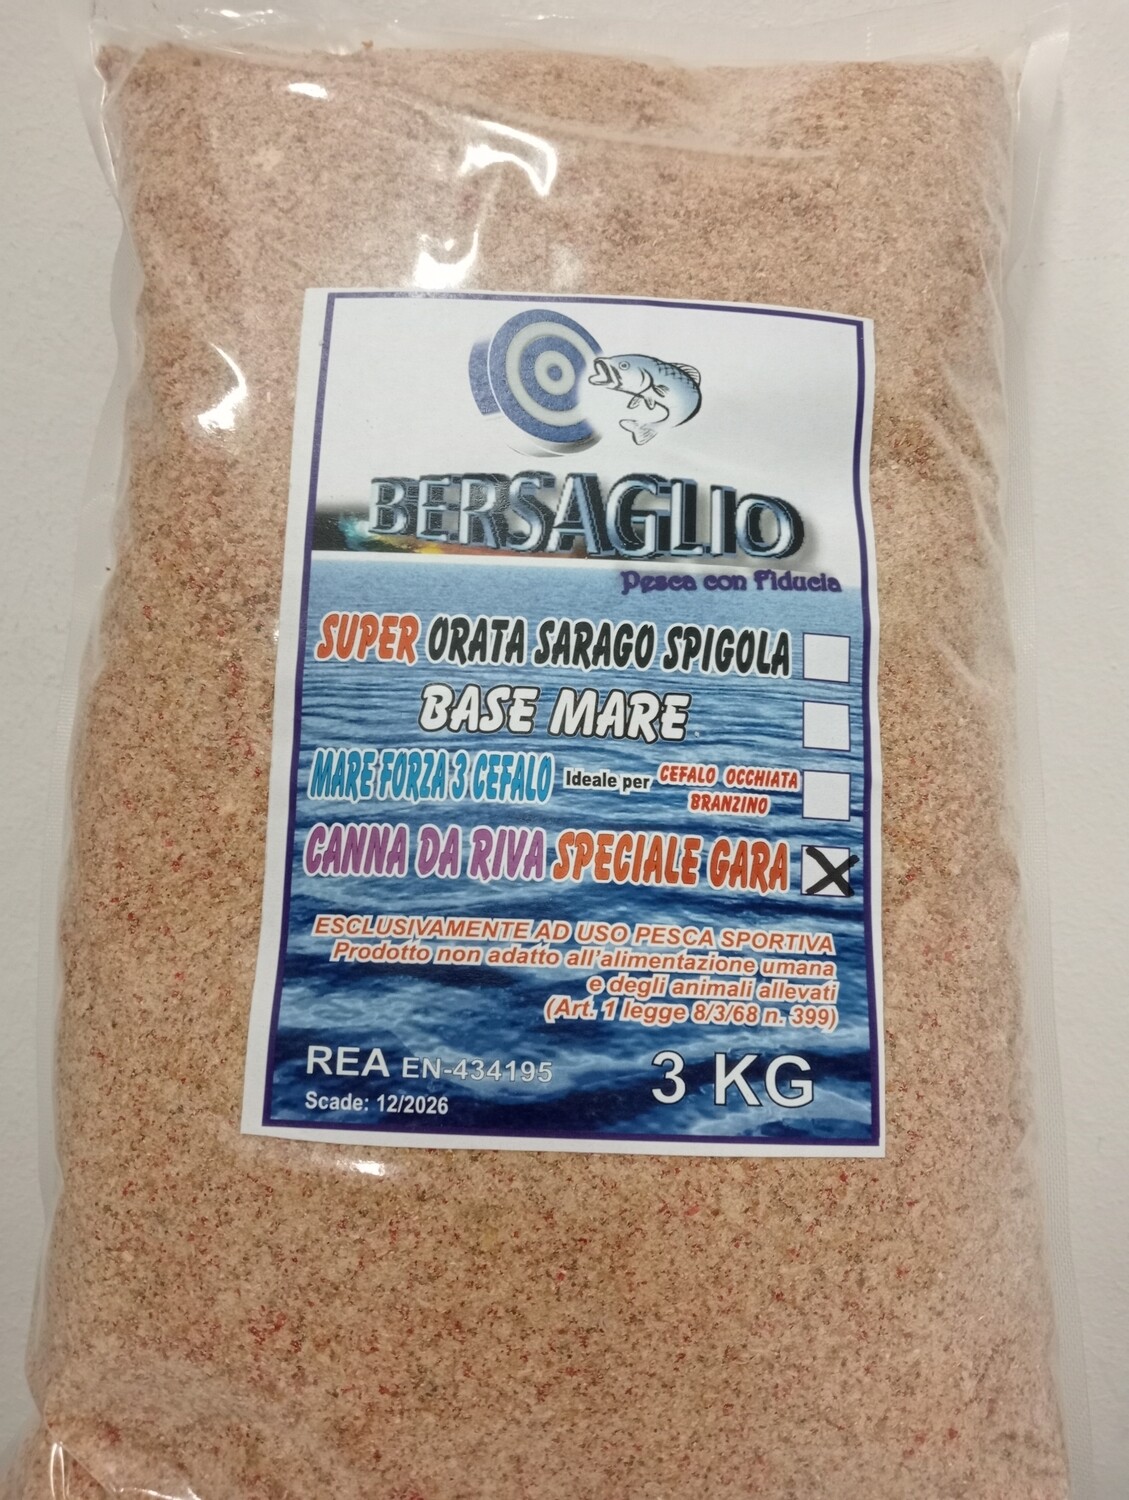 BERSAGLIO
Pesca con Fiducia
SUPER ORATA SARAGO SPIGOLA
BASE MARE
MARE FORZA 3 CEFALO Ideale per CEFALO OCCHIATA
BRANZINO
CANNA DA RIVA SPECIALE GARA
ESCLUSIVAMENTE AD USO PESCA SPORTIVA
Prodotto non adatto all'alimentazione umana
e degli animali allevati
(Art. 1 legge 8/3/68 n. 399)
REA EN-434195
3 KG
Scade: 12/2026